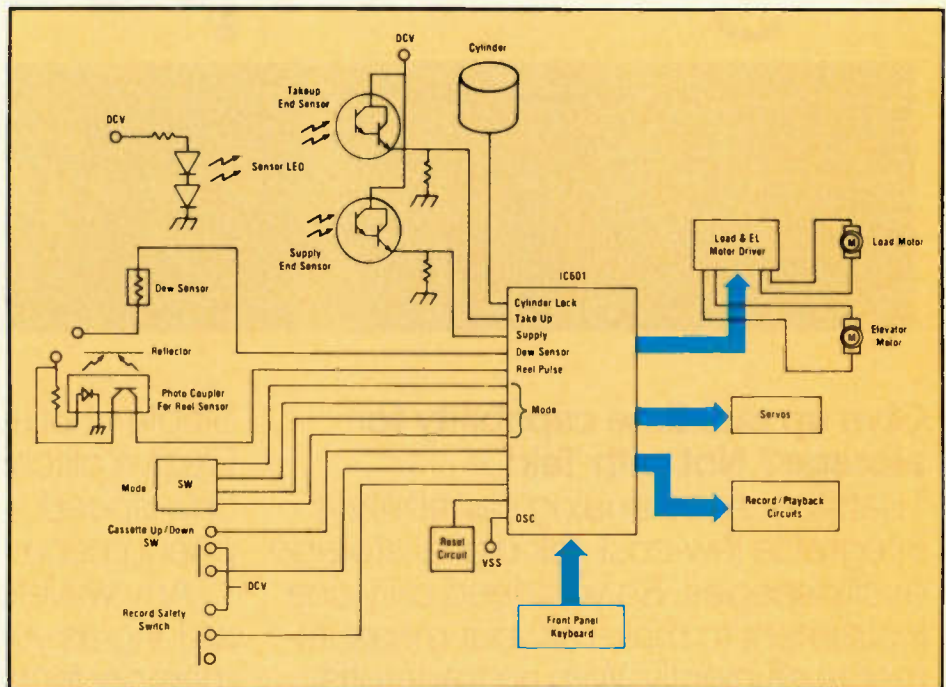 DCV
Cylinder
Takeup
End Sensor
DCV
Sensor LED
Supply
End Sensor
Load & EL
Motor Driver
M
Load Motor
IC601
Dew Sensor
Cylinder Lock
Take Up
Supply
Dew Sensor
Reel Pulse
M
Elevator
Motor
Reflector
Photo Coupler
For Reel Sensor
Mode
Servos
Mode
SW
Record/Playback
Circuits
Cassette Up/Down
SW
OSC
Reset
Circuit
VSS
DCV
Record Safety
Switch
Front Panel
Keyboard